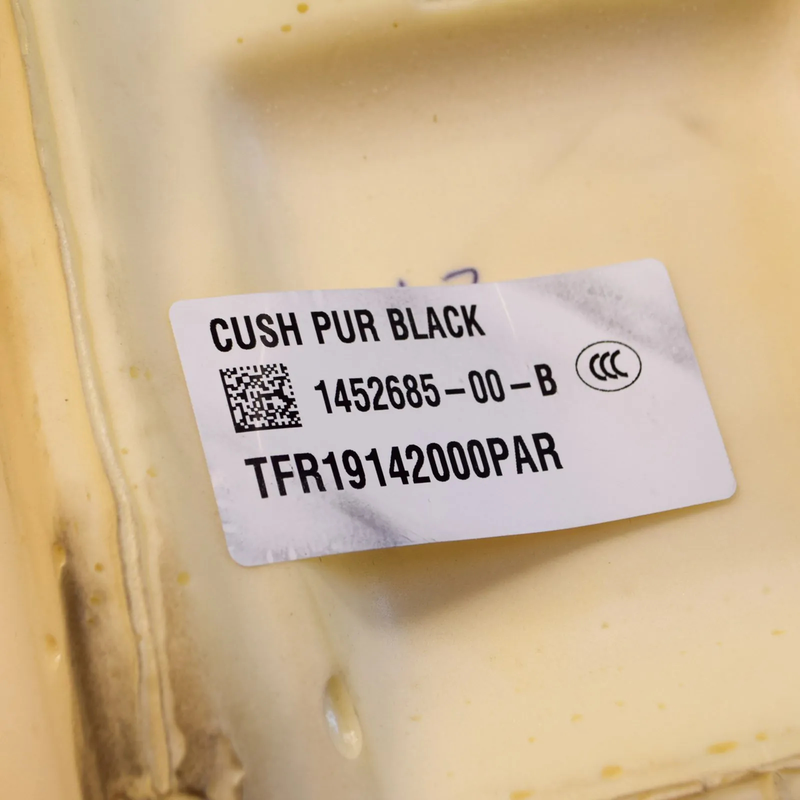 CUSH PUR BLACK
1452685-00-B
CCC
TFR19142000PAR